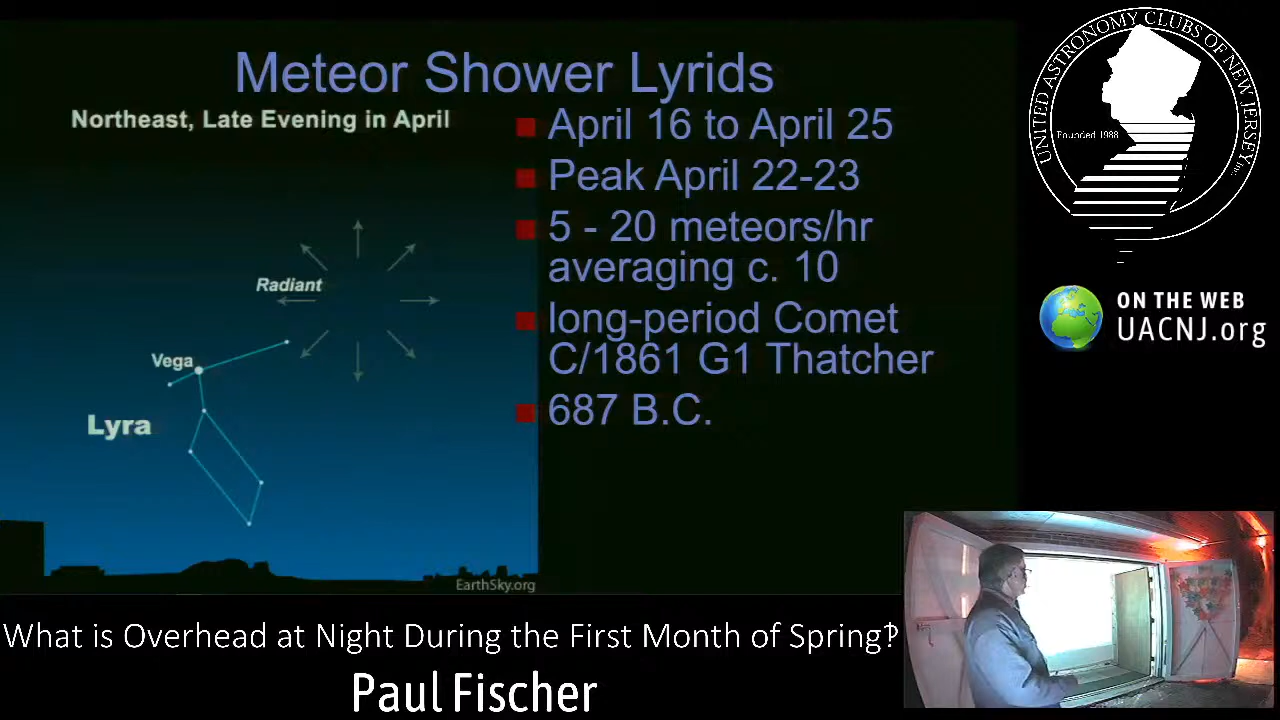 Meteor Shower Lyrids
Northeast, Late Evening in April
Radiant
Vega
Lyra
EarthSky.org
■ April 16 to April 25
■ Peak April 22-23
■ 5 - 20 meteors/hr
averaging c. 10
■ long-period Comet
C/1861 G1 Thatcher
■ 687 B.C.
UNITED ASTRONOMY CLUBS OF NEW JERSEY, Inc.
Founded 1988
ON THE WEB
UACNJ.org
What is Overhead at Night During the First Month of Spring?
Paul Fischer